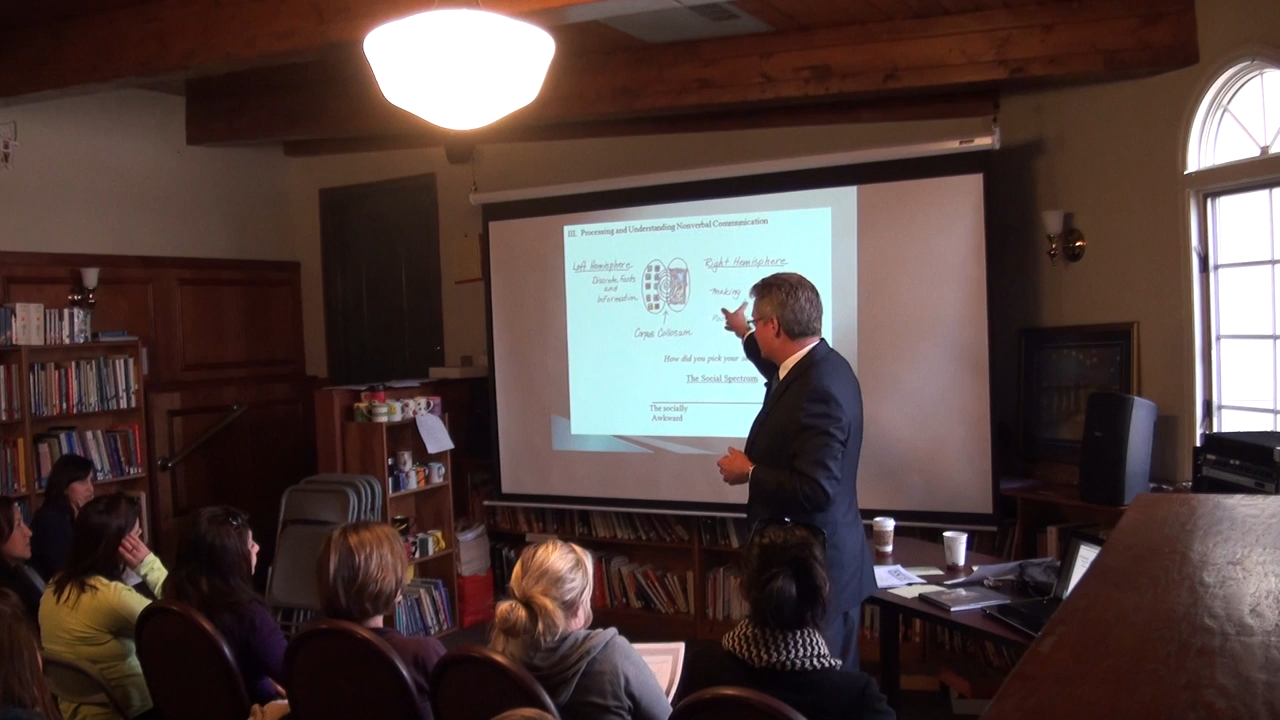 III. Processing and Understanding Nonverbal Communication
Left Hemisphere
Right Hemisphere
Discrete Facts
and
Information
Thinking
Corpus Collosum
How did you pick your
The Social Spectrum
The socially
Awkward